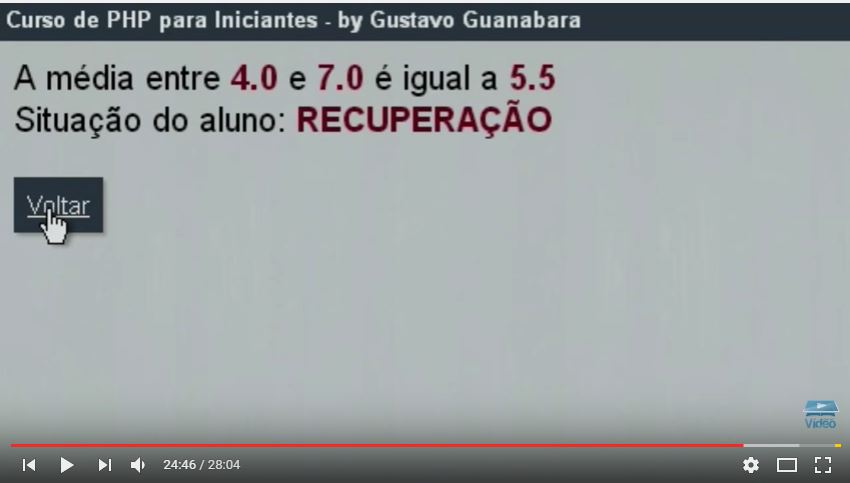 Curso de PHP para Iniciantes - by Gustavo Guanabara
A média entre 4.0 e 7.0 é igual a 5.5
Situação do aluno: RECUPERAÇÃO
Voltar
Vídeo
24:46 / 28:04